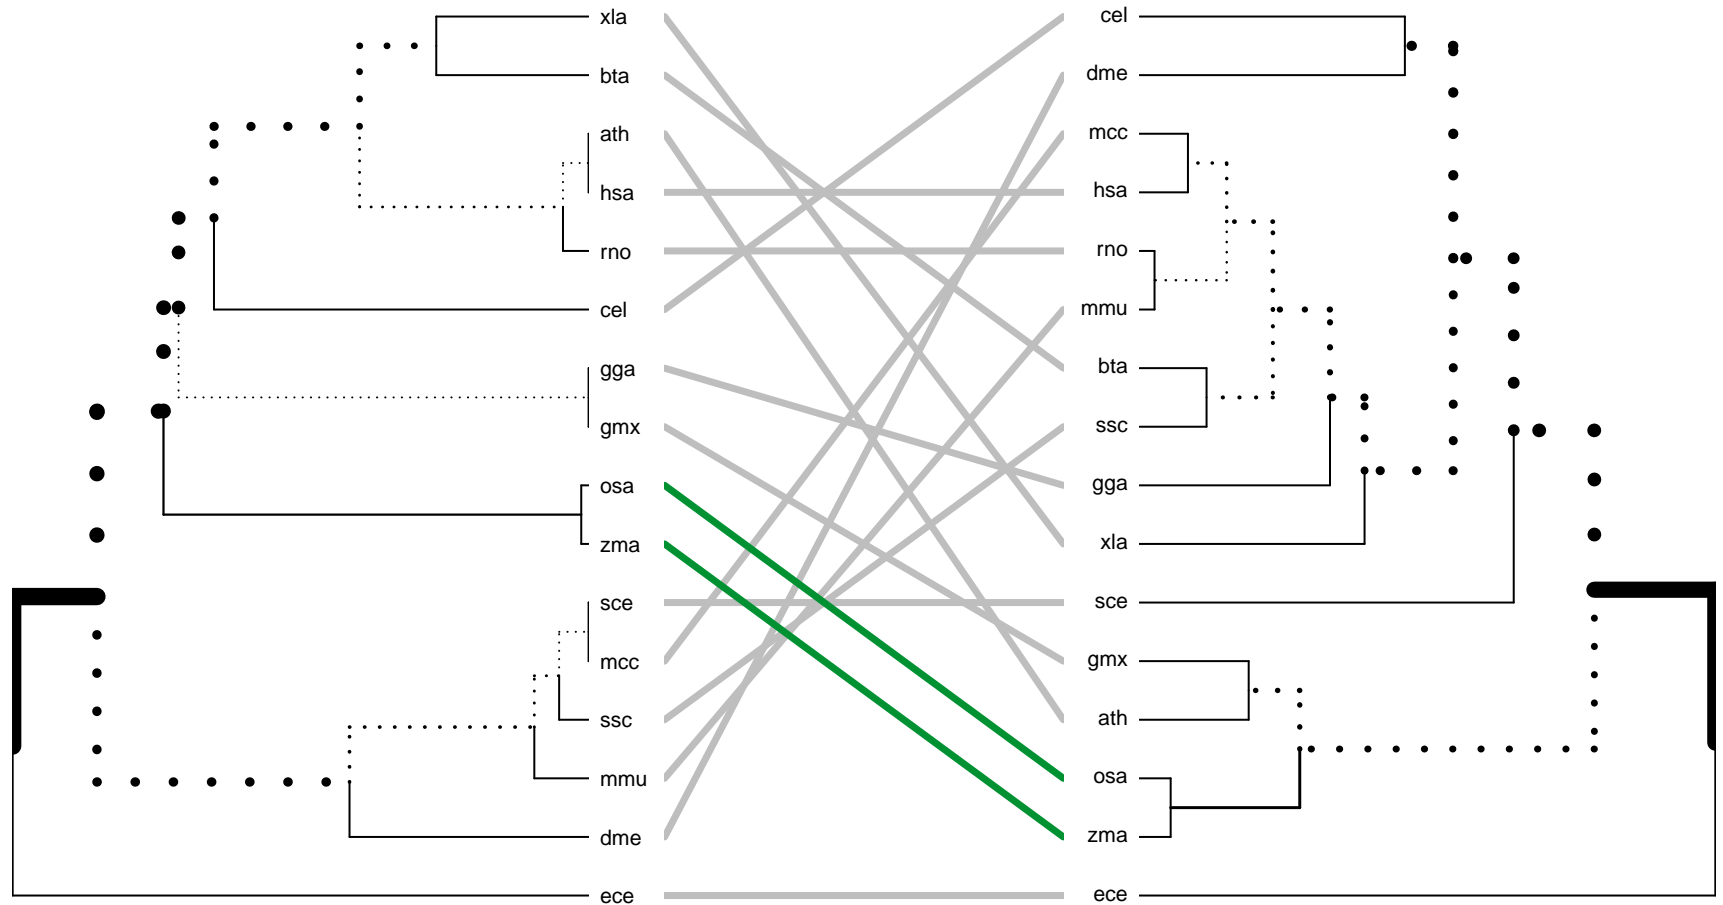 xla
bta
ath
hsa
rno
cel
gga
gmx
osa
zma
sce
mcc
ssc
mmu
dme
ece
cel
dme
mcc
hsa
rno
mmu
bta
ssc
gga
xla
sce
gmx
ath
osa
zma
ece